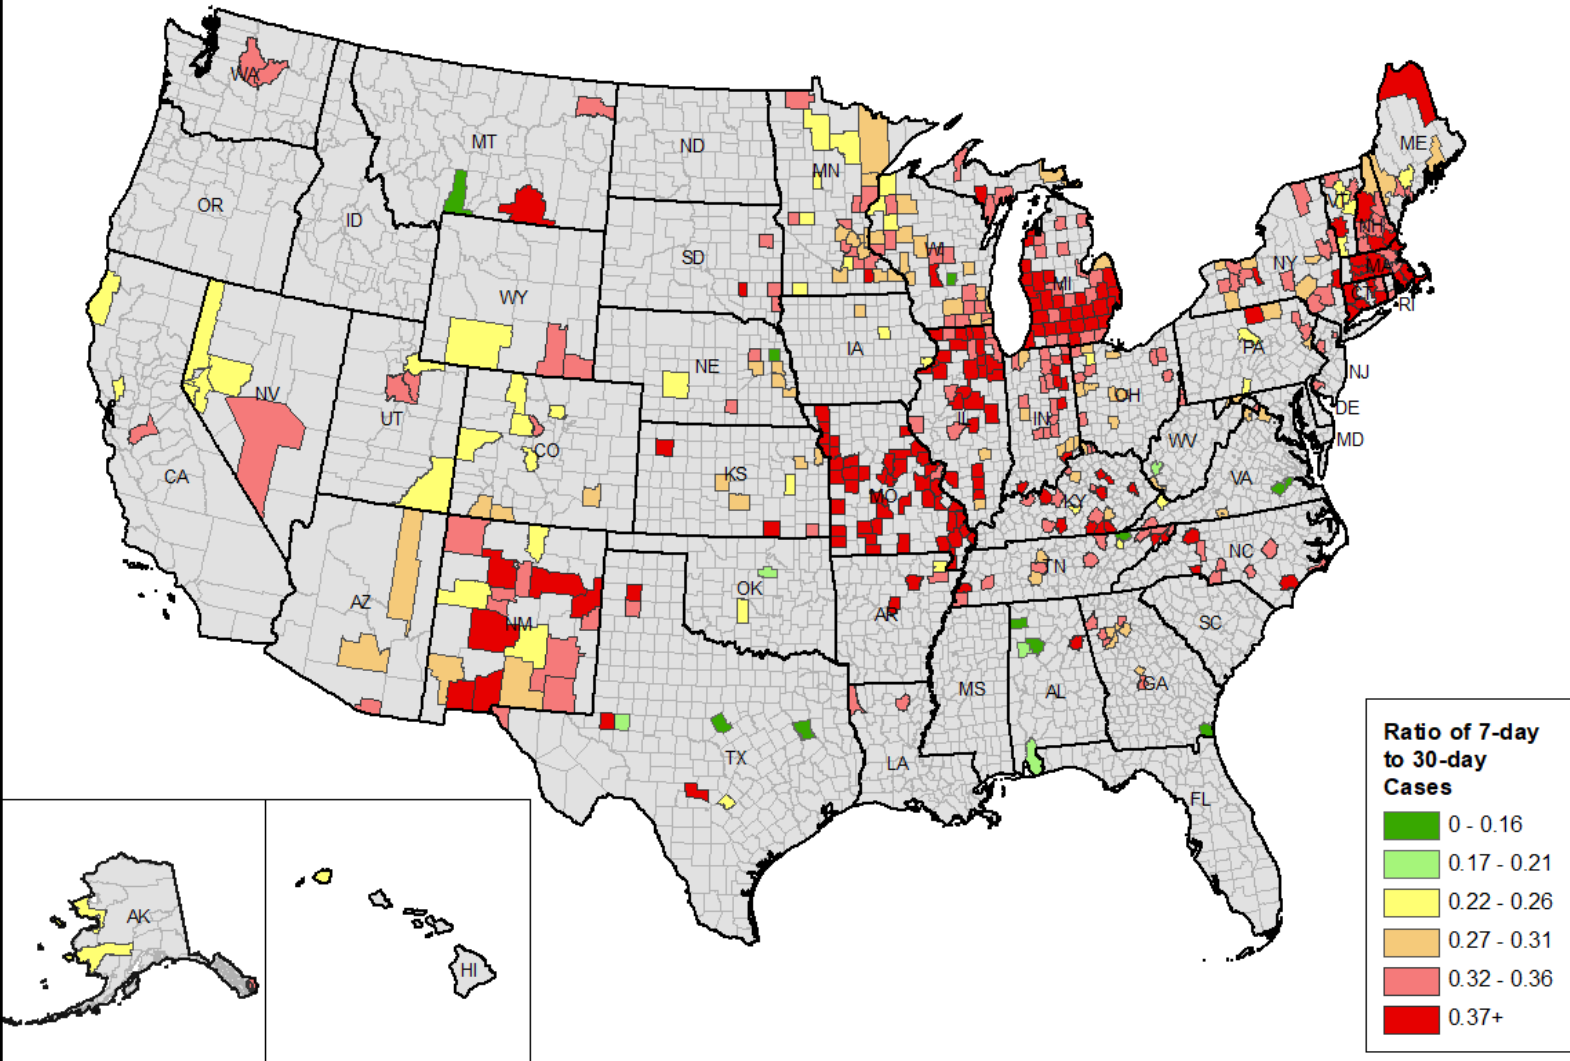 WA
MT
ND
MN
ME
OR
ID
SD
WI
MI
NY
NH
MA
CT
RI
WY
NE
IA
PA
NJ
NV
UT
CO
KS
MO
IL
IN
OH
WV
VA
DE
MD
CA
KY
AZ
NM
OK
AR
TN
NC
SC
MS
AL
GA
TX
LA
FL
AK
HI
Ratio of 7-day
to 30-day
Cases
0 - 0.16
0.17 - 0.21
0.22 - 0.26
0.27 - 0.31
0.32 - 0.36
0.37+